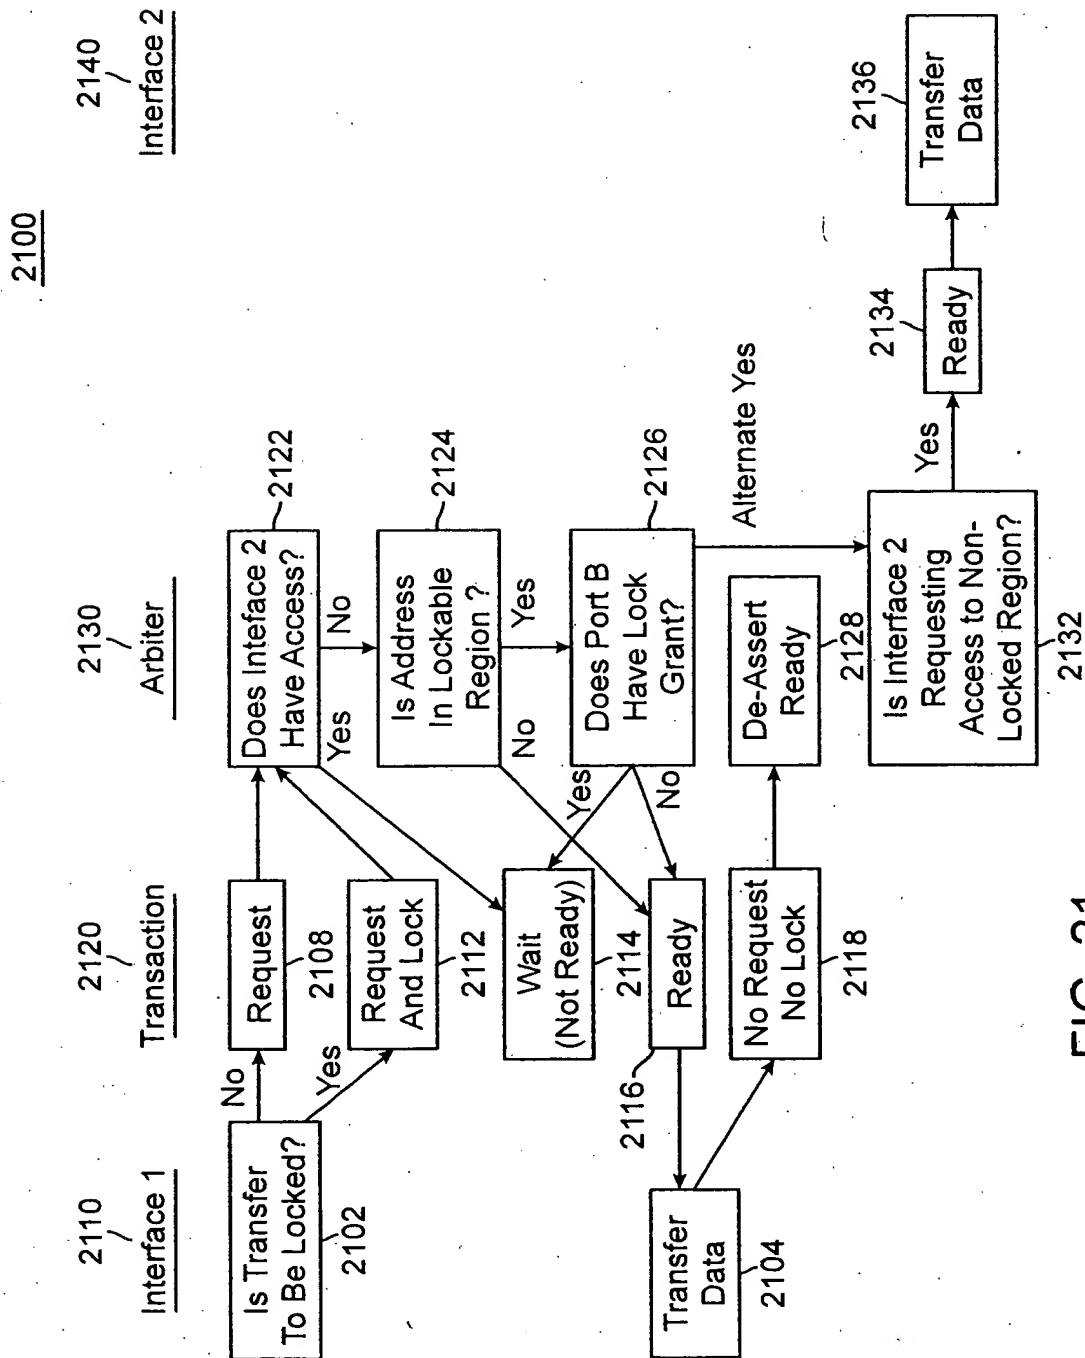 2100
2110
Interface 1
2120
Transaction
2130
Arbiter
2140
Interface 2
Is Transfer
To Be Locked?
2102
No
Yes
Request
2108
Request
And Lock
2112
Does Inteface 2
Have Access?
2122
Yes
No
Is Address
In Lockable
Region ?
2124
No
Yes
Wait
(Not Ready)
2114
Does Port B
Have Lock
Grant?
2126
Yes
No
Alternate Yes
Ready
2116
Transfer
Data
2104
No Request
No Lock
2118
De-Assert
Ready
2128
Is Interface 2
Requesting
Access to Non-
Locked Region?
2132
Yes
Ready
2134
Transfer
Data
2136
FIG. 21